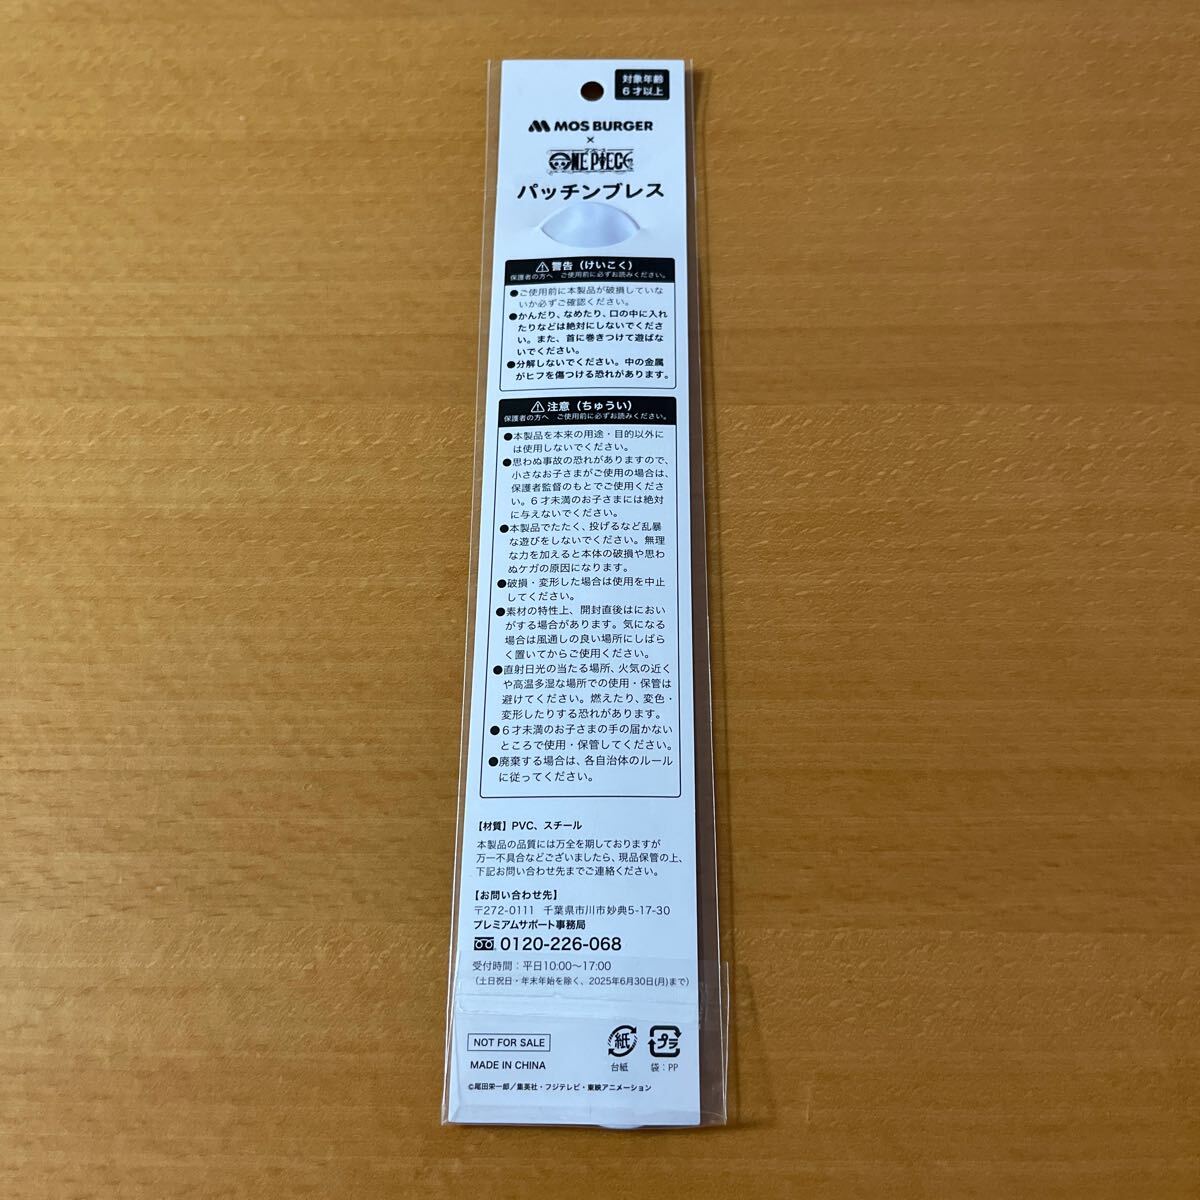 対象年齢
6才以上
MOS BURGER
×
ONE PIECE
パッチンブレス
警告（けいこく）
保護者の方へ ご使用前に必ずお読みください。
●ご使用前に本製品が破損していな
いか必ずご確認ください。
●かんだり、なめたり、口の中に入れ
たりなどは絶対にしないでくださ
い。また、首に巻きつけて遊ばな
いでください。
●分解しないでください。中の金属
がヒフを傷つける恐れがあります。
注意（ちゅうい）
保護者の方へ ご使用前に必ずお読みください。
●本製品を本来の用途・目的以外に
は使用しないでください。
●思わぬ事故の恐れがありますので、
小さなお子さまがご使用の場合は、
保護者監督のもとでご使用くださ
い。6才未満のお子さまには絶対
に与えないでください。
●本製品でたたく、投げるなど乱暴
な遊びをしないでください。無理
な力を加えると本体の破損や思わ
ぬケガの原因になります。
●破損・変形した場合は使用を中止
してください。
●素材の特性上、開封直後はにおい
がする場合があります。気になる
場合は風通しの良い場所にしばら
く置いてからご使用ください。
●直射日光の当たる場所、火気の近く
や高温多湿な場所での使用・保管は
避けてください。燃えたり、変色・
変形したりする恐れがあります。
●6才未満のお子さまの手の届かない
ところで使用・保管してください。
●廃棄する場合は、各自治体のルール
に従ってください。
【材質】PVC、スチール
本製品の品質には万全を期しておりますが
万一不具合などございましたら、現品保管の上、
下記お問い合わせ先までご連絡ください。
【お問い合わせ先】
〒272-0111 千葉県市川市妙典5-17-30
プレミアムサポート事務局
0120-226-068
受付時間：平日10:00～17:00
（土日祝日・年末年始を除く、2025年6月30日(月)まで）
NOT FOR SALE
MADE IN CHINA
紙
台紙
プラ
袋：PP
©尾田栄一郎／集英社・フジテレビ・東映アニメーション